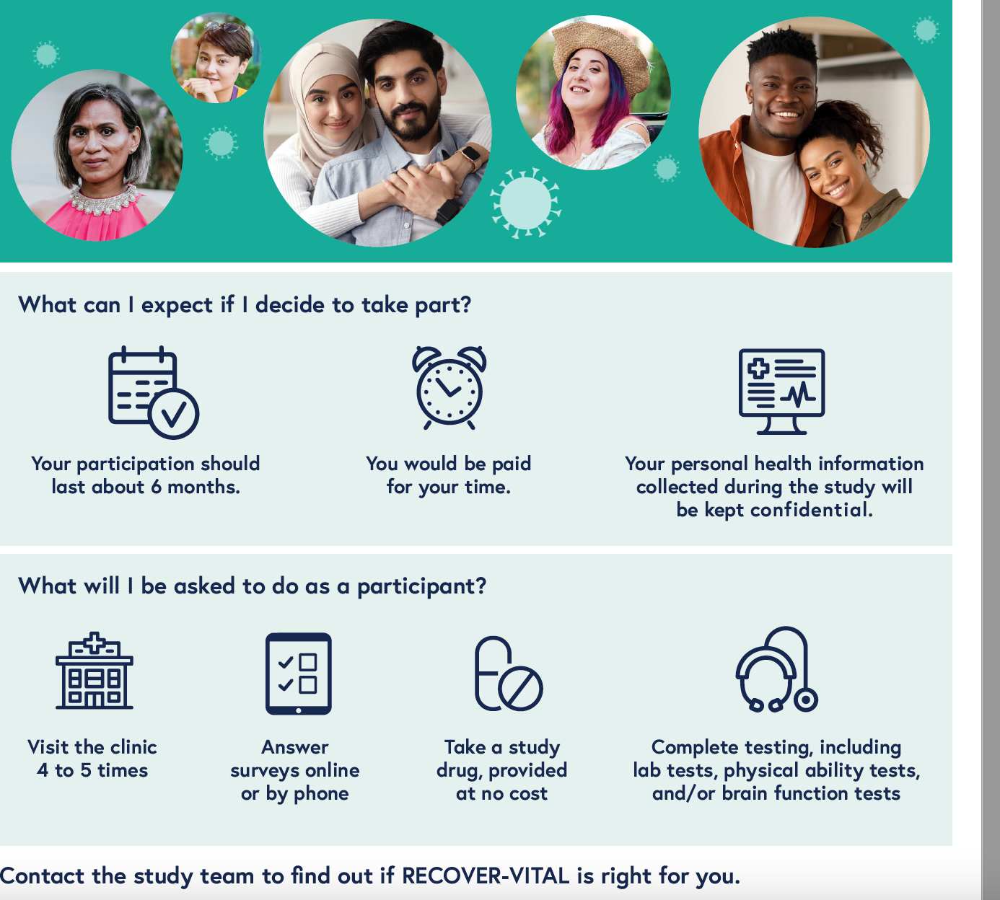 What can I expect if I decide to take part?
Your participation should
last about 6 months.
You would be paid
for your time.
Your personal health information
collected during the study will
be kept confidential.
What will I be asked to do as a participant?
Visit the clinic
4 to 5 times
Answer
surveys online
or by phone
Take a study
drug, provided
at no cost
Complete testing, including
lab tests, physical ability tests,
and/or brain function tests
Contact the study team to find out if RECOVER-VITAL is right for you.